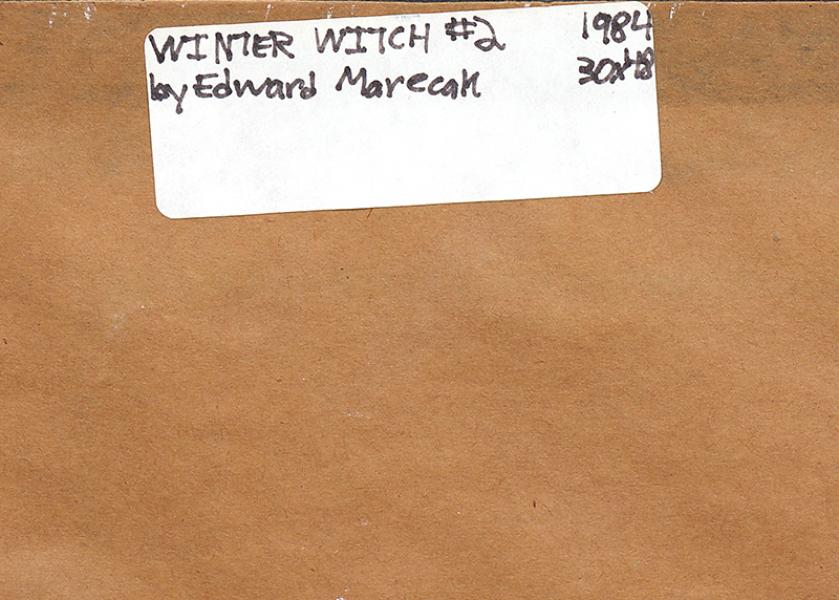 WINTER WITCH #2 1984
by Edward Marecak 30x48